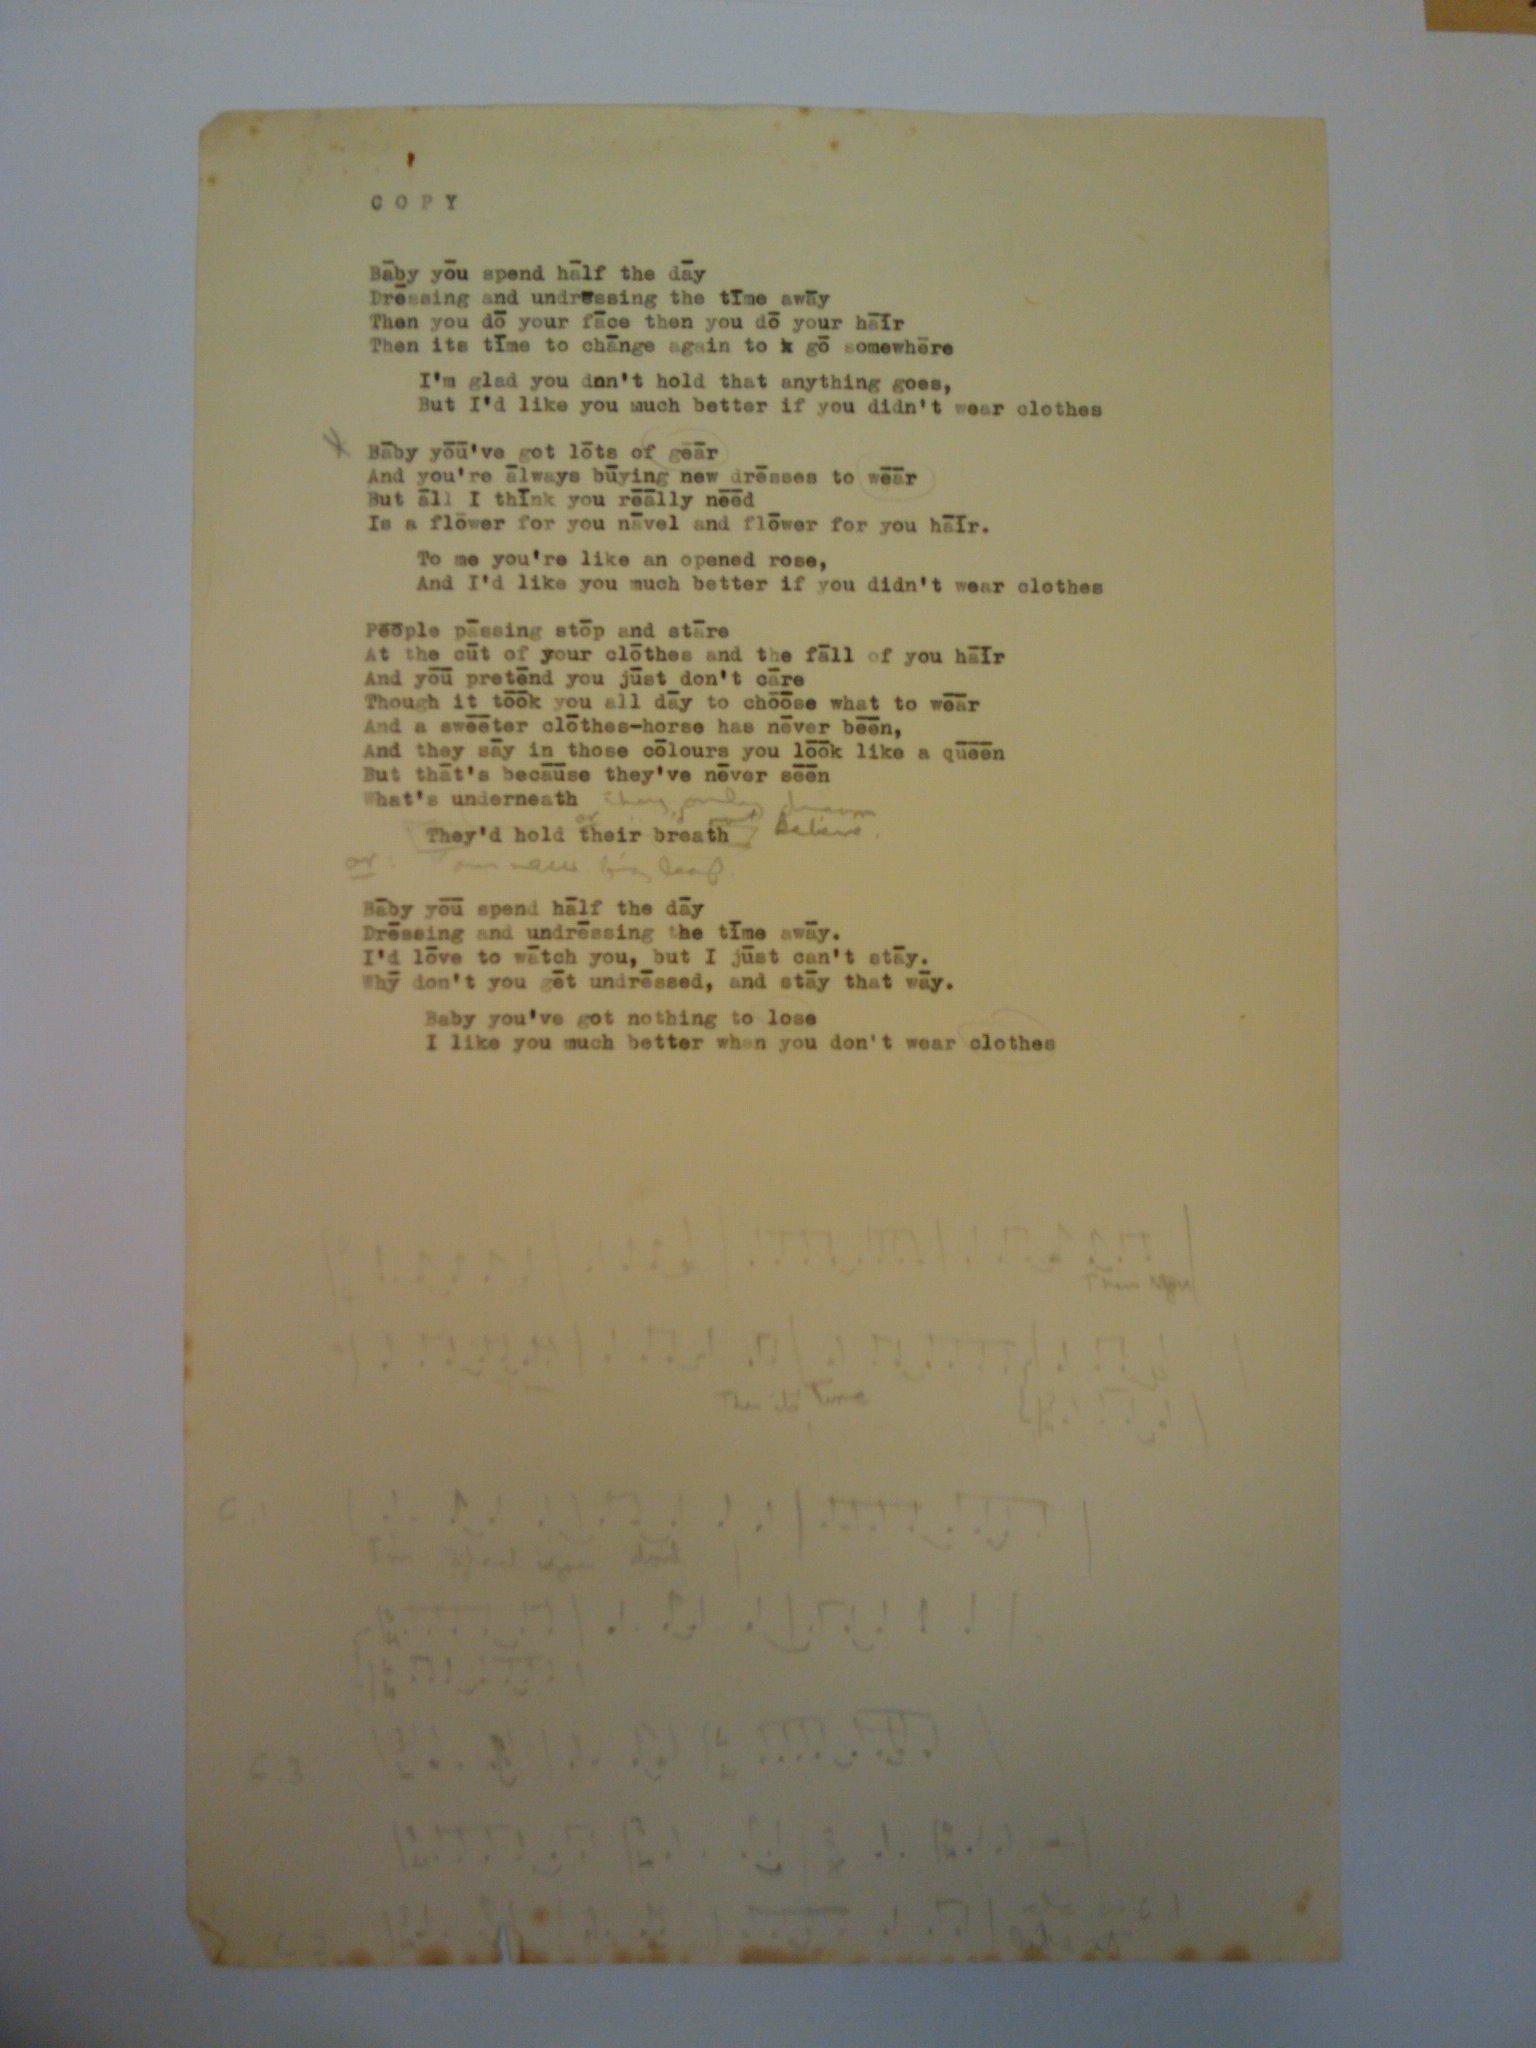 COPY
Baby you spend half the day
Dressing and undressing the time away
Then you do your face then you do your hair
Then its time to change again to x go somewhere
I'm glad you don't hold that anything goes,
But I'd like you much better if you didn't wear clothes
Baby you've got lots of gear
And you're always buying new dresses to wear
But all I think you really need
Is a flower for you navel and flower for you hair.
To me you're like an opened rose,
And I'd like you much better if you didn't wear clothes
People passing stop and stare
At the cut of your clothes and the fall of you hair
And you pretend you just don't care
Though it took you all day to choose what to wear
And a sweeter clothes-horse has never been,
And they say in those colours you look like a queen
But that's because they've never seen
What's underneath
or
They'd hold their breath
or:
Baby you spend half the day
Dressing and undressing the time away.
I'd love to watch you, but I just can't stay.
Why don't you get undressed, and stay that way.
Baby you've got nothing to lose
I like you much better when you don't wear clothes
Then you
Then its Time
C.1
C.3